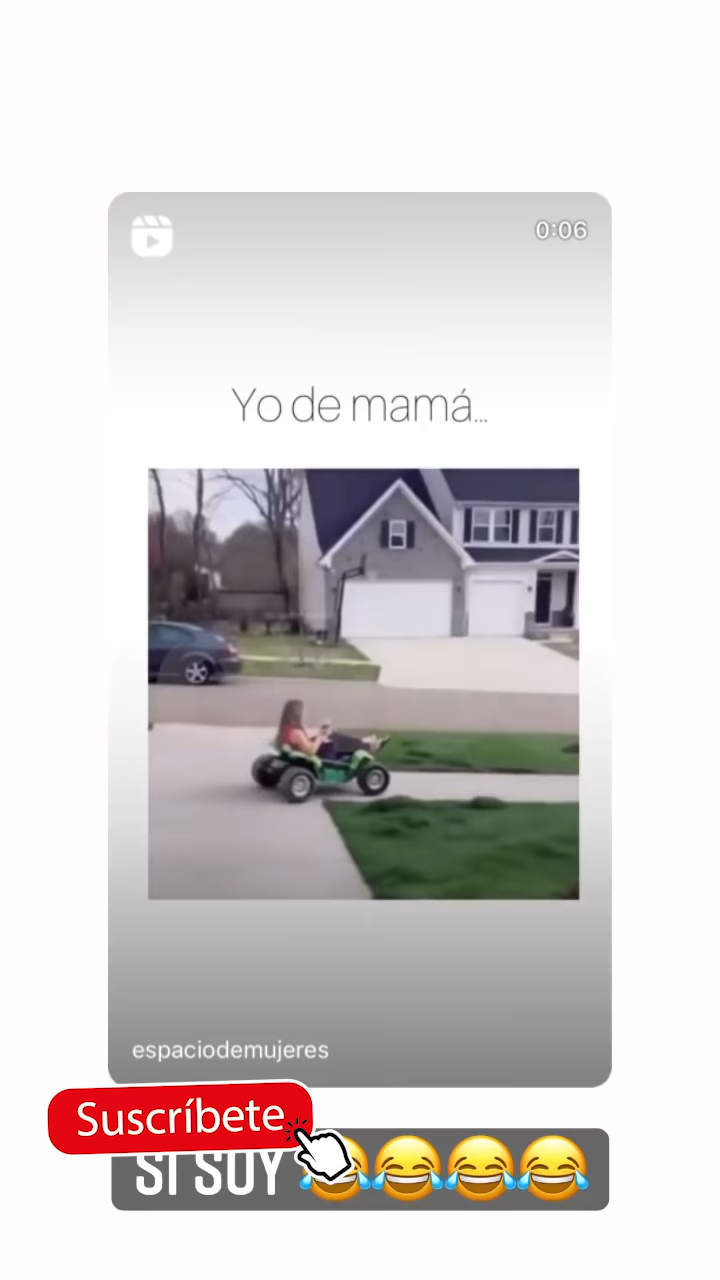 0:06
Yo de mamá...
espaciodemujeres
Suscríbete
SI SOY 😂😂😂😂